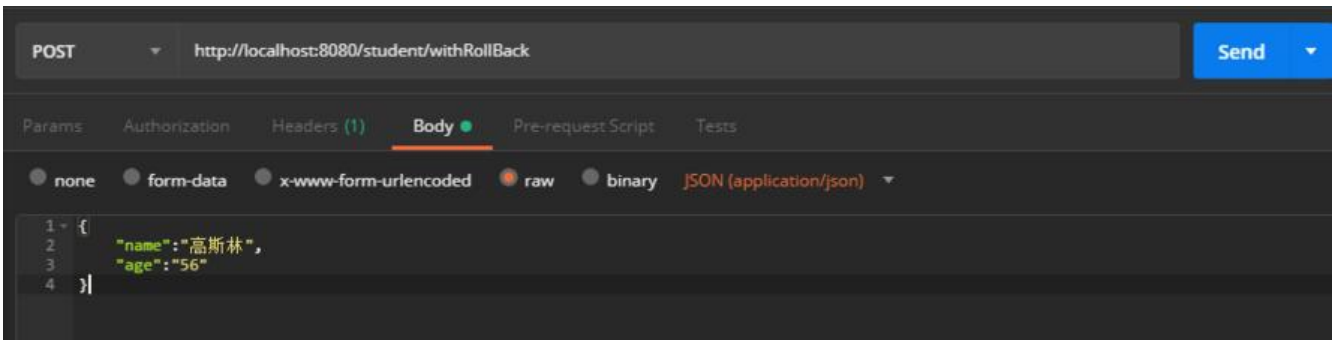 POST http://localhost:8080/student/withRollBack Send
Params Authorization Headers (1) Body Pre-request Script Tests
none form-data x-www-form-urlencoded raw binary JSON (application/json)
1 {
2 "name":"高斯林",
3 "age":"56"
4 }